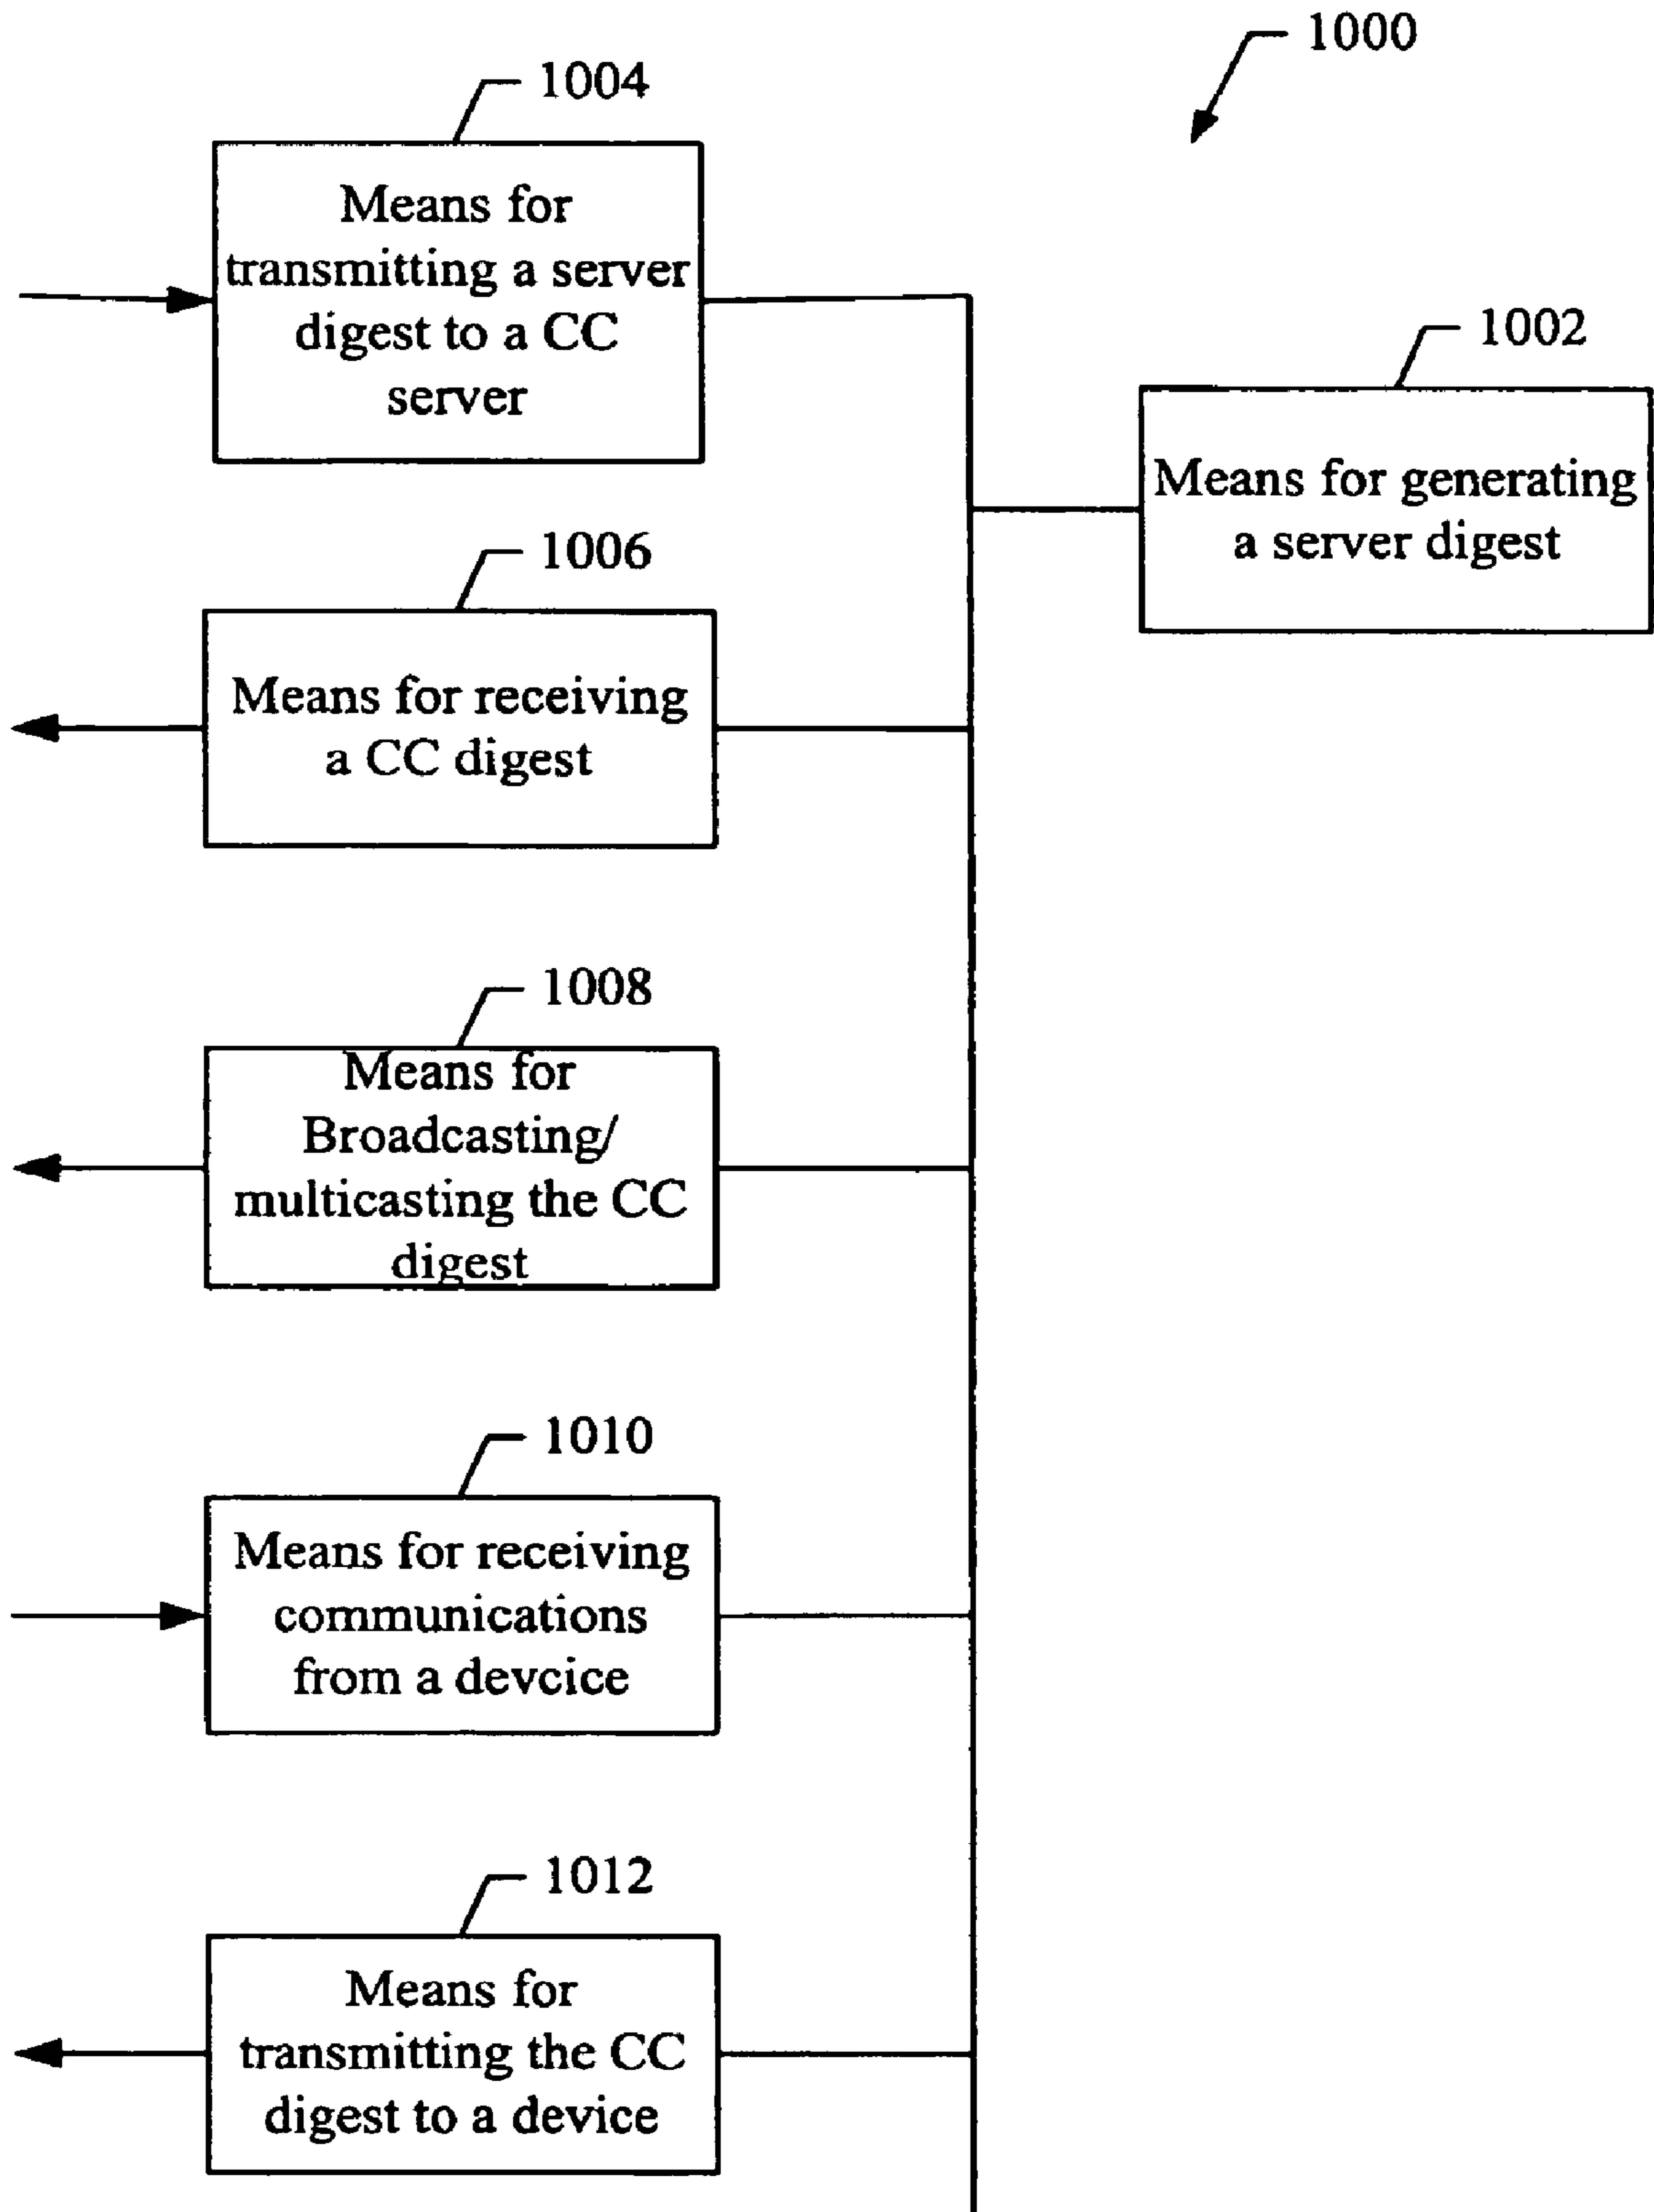 1000
1004
Means for
transmitting a server
digest to a CC
server
1002
Means for generating
a server digest
1006
Means for receiving
a CC digest
1008
Means for
Broadcasting/
multicasting the CC
digest
1010
Means for receiving
communications
from a devcice
1012
Means for
transmitting the CC
digest to a device